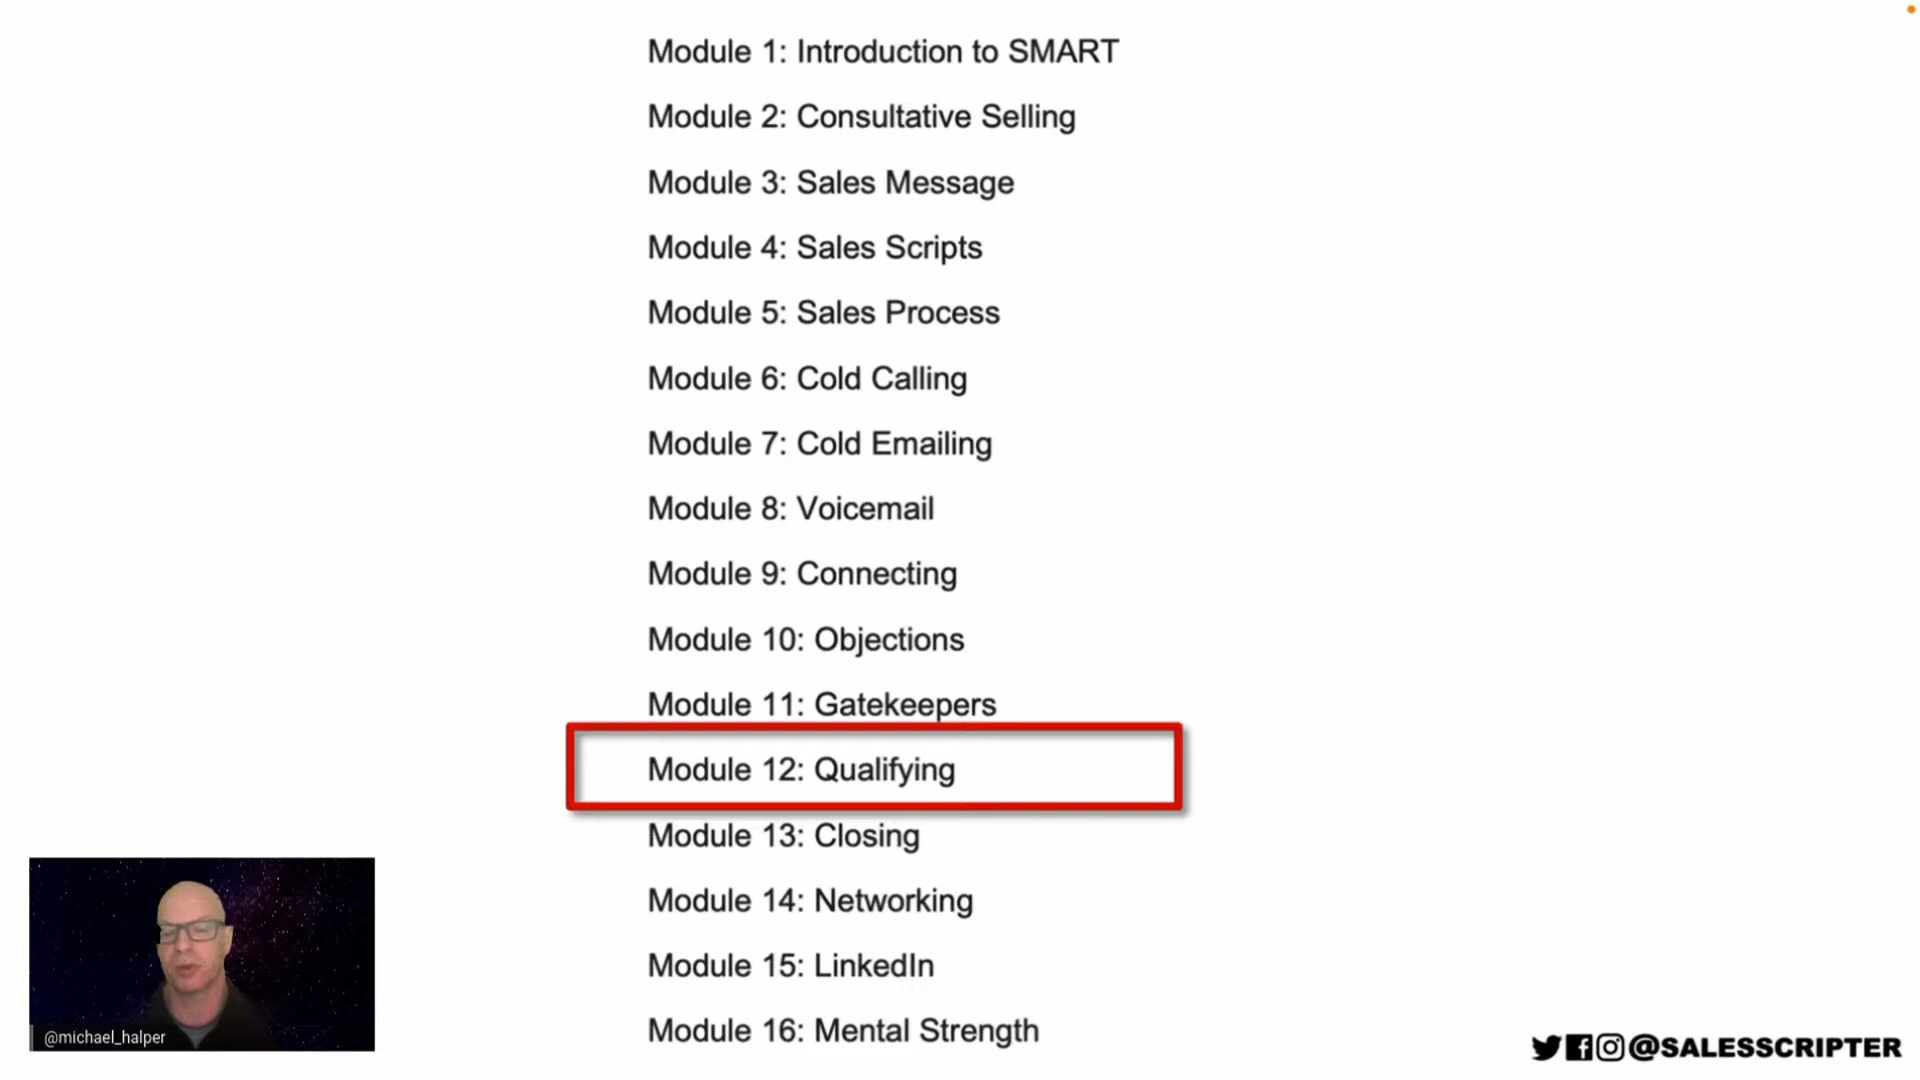 Module 1: Introduction to SMART
Module 2: Consultative Selling
Module 3: Sales Message
Module 4: Sales Scripts
Module 5: Sales Process
Module 6: Cold Calling
Module 7: Cold Emailing
Module 8: Voicemail
Module 9: Connecting
Module 10: Objections
Module 11: Gatekeepers
Module 12: Qualifying
Module 13: Closing
Module 14: Networking
Module 15: LinkedIn
Module 16: Mental Strength
@michael_halper
@SALESSCRIPTER